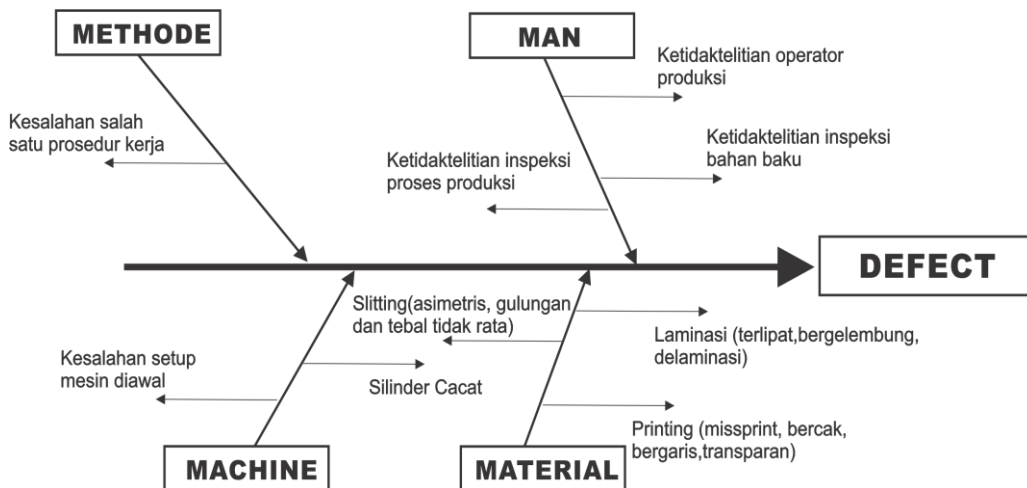 METHODE
MAN
Ketidaktelitian operator
produksi
Kesalahan salah
satu prosedur kerja
Ketidaktelitian inspeksi
bahan baku
Ketidaktelitian inspeksi
proses produksi
DEFECT
Slitting(asimetris, gulungan
dan tebal tidak rata)
Laminasi (terlipat,bergelembung,
delaminasi)
Kesalahan setup
mesin diawal
Silinder Cacat
Printing (missprint, bercak,
bergaris,transparan)
MACHINE
MATERIAL